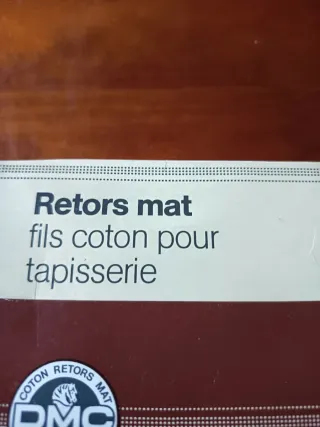 Retors mat
fils coton pour
tapisserie
COTON RETORS MAT
DMC